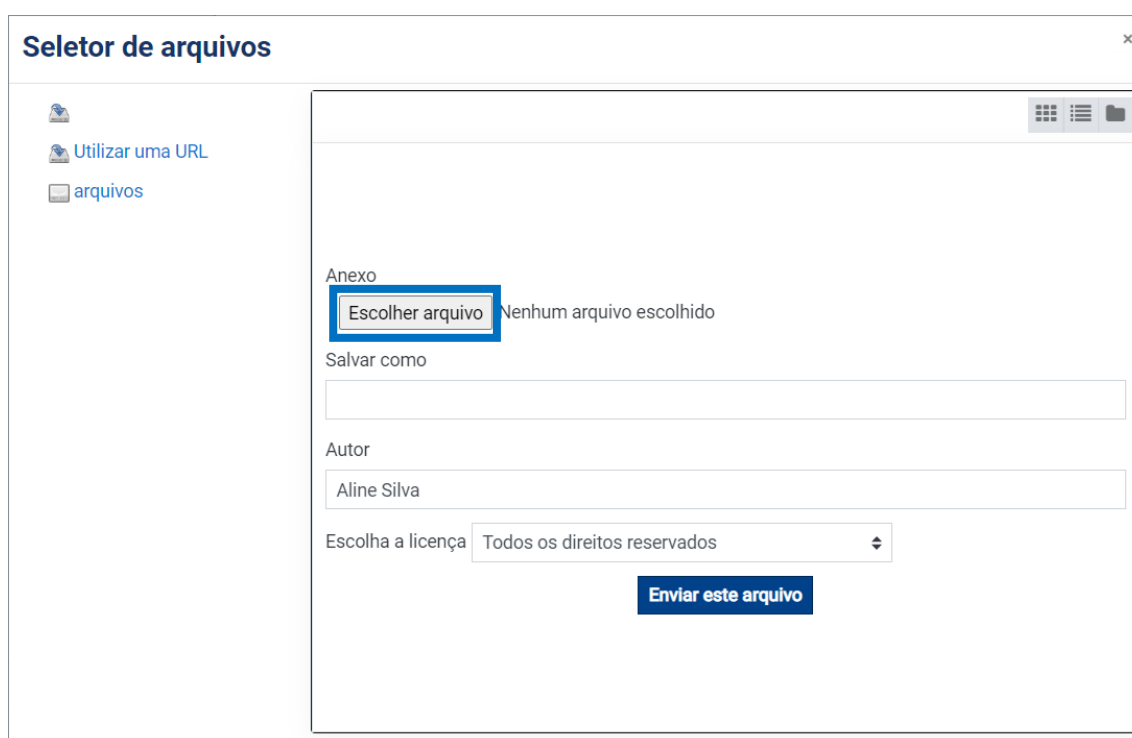 Seletor de arquivos
×
Utilizar uma URL
arquivos
Anexo
Escolher arquivo Nenhum arquivo escolhido
Salvar como
Autor
Aline Silva
Escolha a licença Todos os direitos reservados
Enviar este arquivo